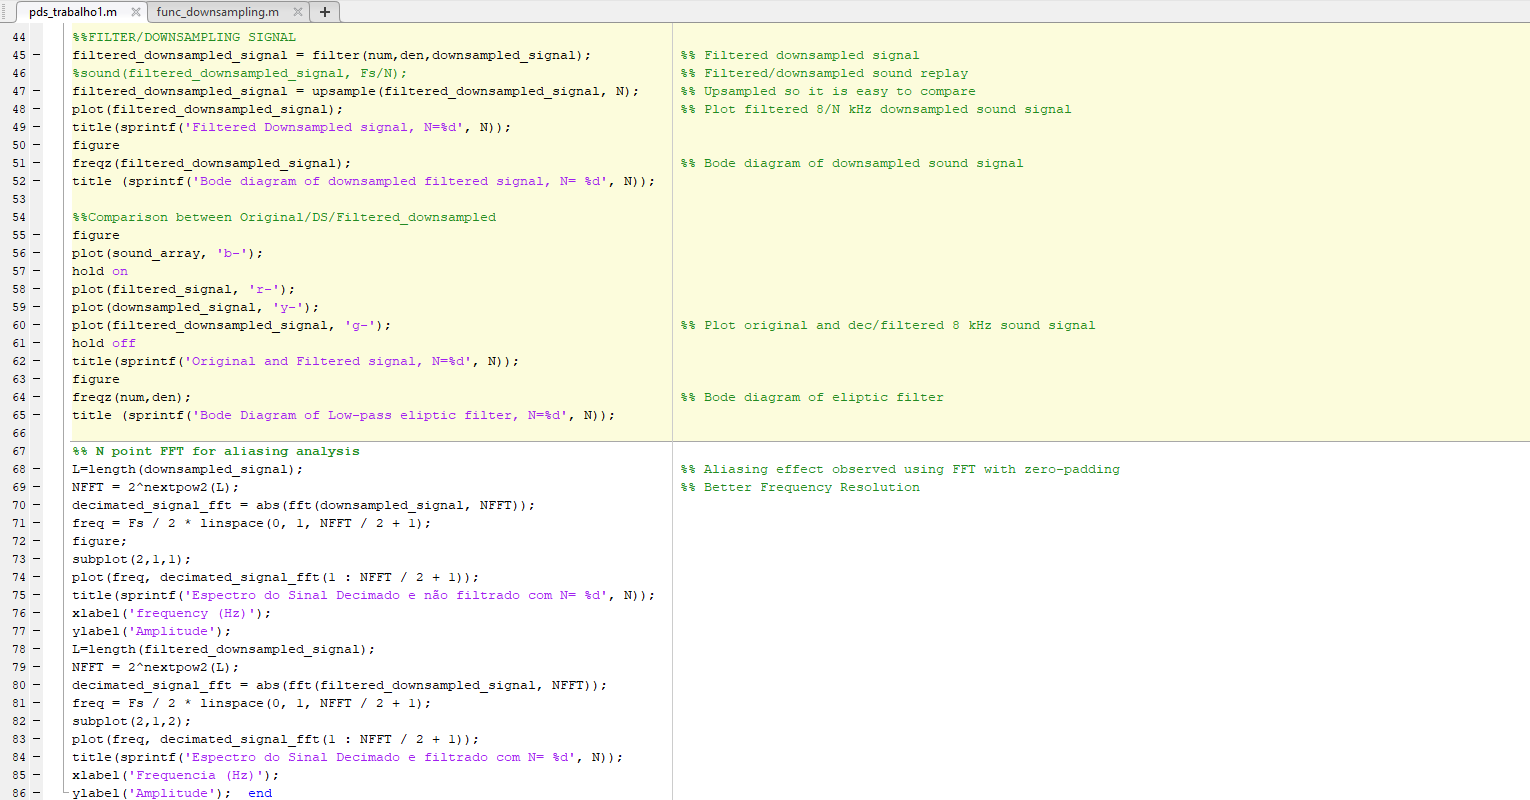 pds_trabalho1.m × func_downsampling.m × +
44 %%FILTER/DOWNSAMPLING SIGNAL
45 – filtered_downsampled_signal = filter(num,den,downsampled_signal); %% Filtered downsampled signal
46 %sound(filtered_downsampled_signal, Fs/N); %% Filtered/downsampled sound replay
47 – filtered_downsampled_signal = upsample(filtered_downsampled_signal, N); %% Upsampled so it is easy to compare
48 – plot(filtered_downsampled_signal); %% Plot filtered 8/N kHz downsampled sound signal
49 – title(sprintf('Filtered Downsampled signal, N=%d', N));
50 – figure
51 – freqz(filtered_downsampled_signal); %% Bode diagram of downsampled sound signal
52 – title (sprintf('Bode diagram of downsampled filtered signal, N= %d', N));
53
54 %%Comparison between Original/DS/Filtered_downsampled
55 – figure
56 – plot(sound_array, 'b-');
57 – hold on
58 – plot(filtered_signal, 'r-');
59 – plot(downsampled_signal, 'y-');
60 – plot(filtered_downsampled_signal, 'g-'); %% Plot original and dec/filtered 8 kHz sound signal
61 – hold off
62 – title(sprintf('Original and Filtered signal, N=%d', N));
63 – figure
64 – freqz(num,den); %% Bode diagram of eliptic filter
65 – title (sprintf('Bode Diagram of Low-pass eliptic filter, N=%d', N));
66
67 %% N point FFT for aliasing analysis
68 – L=length(downsampled_signal); %% Aliasing effect observed using FFT with zero-padding
69 – NFFT = 2^nextpow2(L); %% Better Frequency Resolution
70 – decimated_signal_fft = abs(fft(downsampled_signal, NFFT));
71 – freq = Fs / 2 * linspace(0, 1, NFFT / 2 + 1);
72 – figure;
73 – subplot(2,1,1);
74 – plot(freq, decimated_signal_fft(1 : NFFT / 2 + 1));
75 – title(sprintf('Espectro do Sinal Decimado e não filtrado com N= %d', N));
76 – xlabel('frequency (Hz)');
77 – ylabel('Amplitude');
78 – L=length(filtered_downsampled_signal);
79 – NFFT = 2^nextpow2(L);
80 – decimated_signal_fft = abs(fft(filtered_downsampled_signal, NFFT));
81 – freq = Fs / 2 * linspace(0, 1, NFFT / 2 + 1);
82 – subplot(2,1,2);
83 – plot(freq, decimated_signal_fft(1 : NFFT / 2 + 1));
84 – title(sprintf('Espectro do Sinal Decimado e filtrado com N= %d', N));
85 – xlabel('Frequencia (Hz)');
86 – ylabel('Amplitude'); end